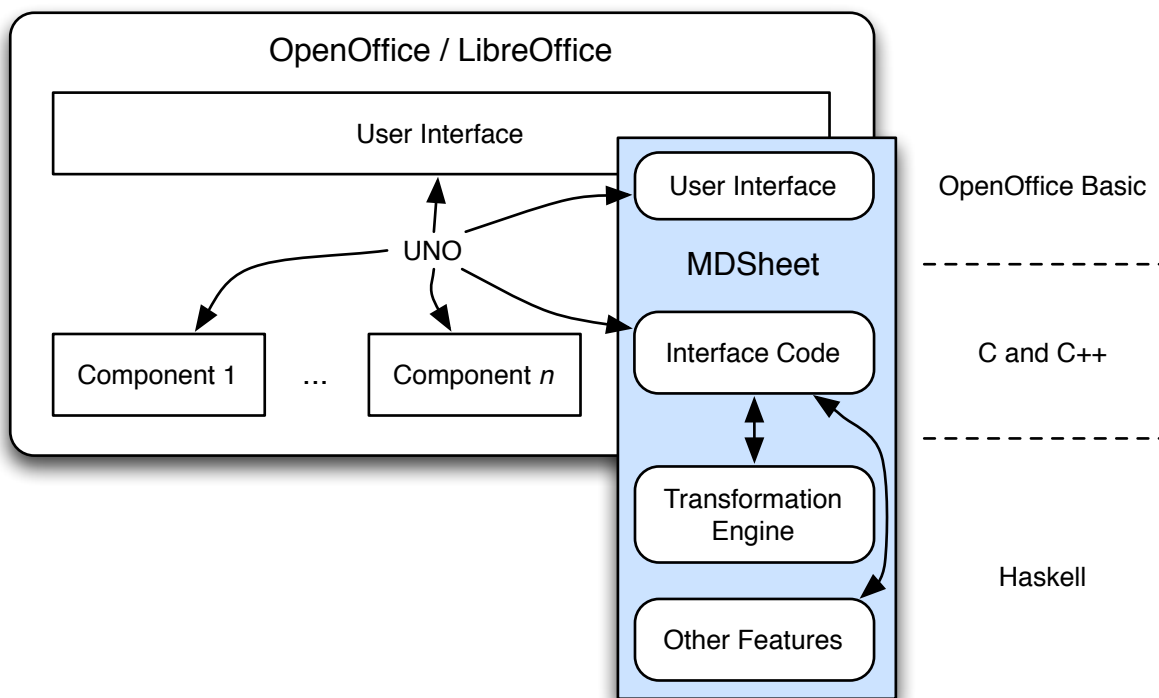 OpenOffice / LibreOffice
User Interface
User Interface
OpenOffice Basic
UNO
MDSheet
Interface Code
C and C++
Component 1
...
Component n
Transformation
Engine
Haskell
Other Features